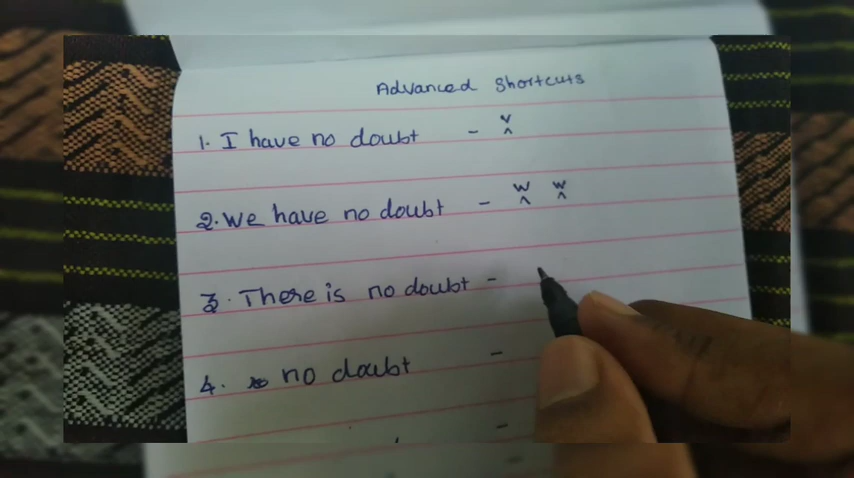 Advanced Shortcuts
1. I have no doubt -
2. We have no doubt -
3. There is no doubt -
4. no doubt -